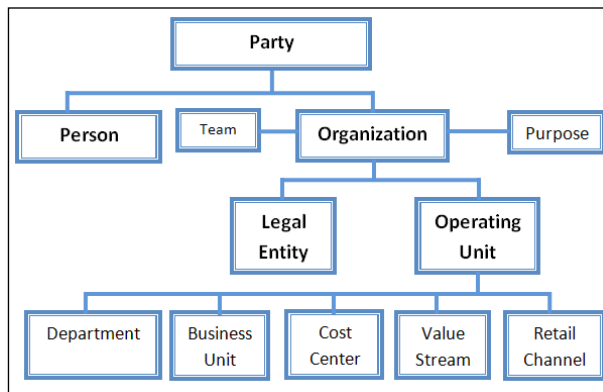 Party
Person
Team
Organization
Purpose
Legal
Entity
Operating
Unit
Department
Business
Unit
Cost
Center
Value
Stream
Retail
Channel